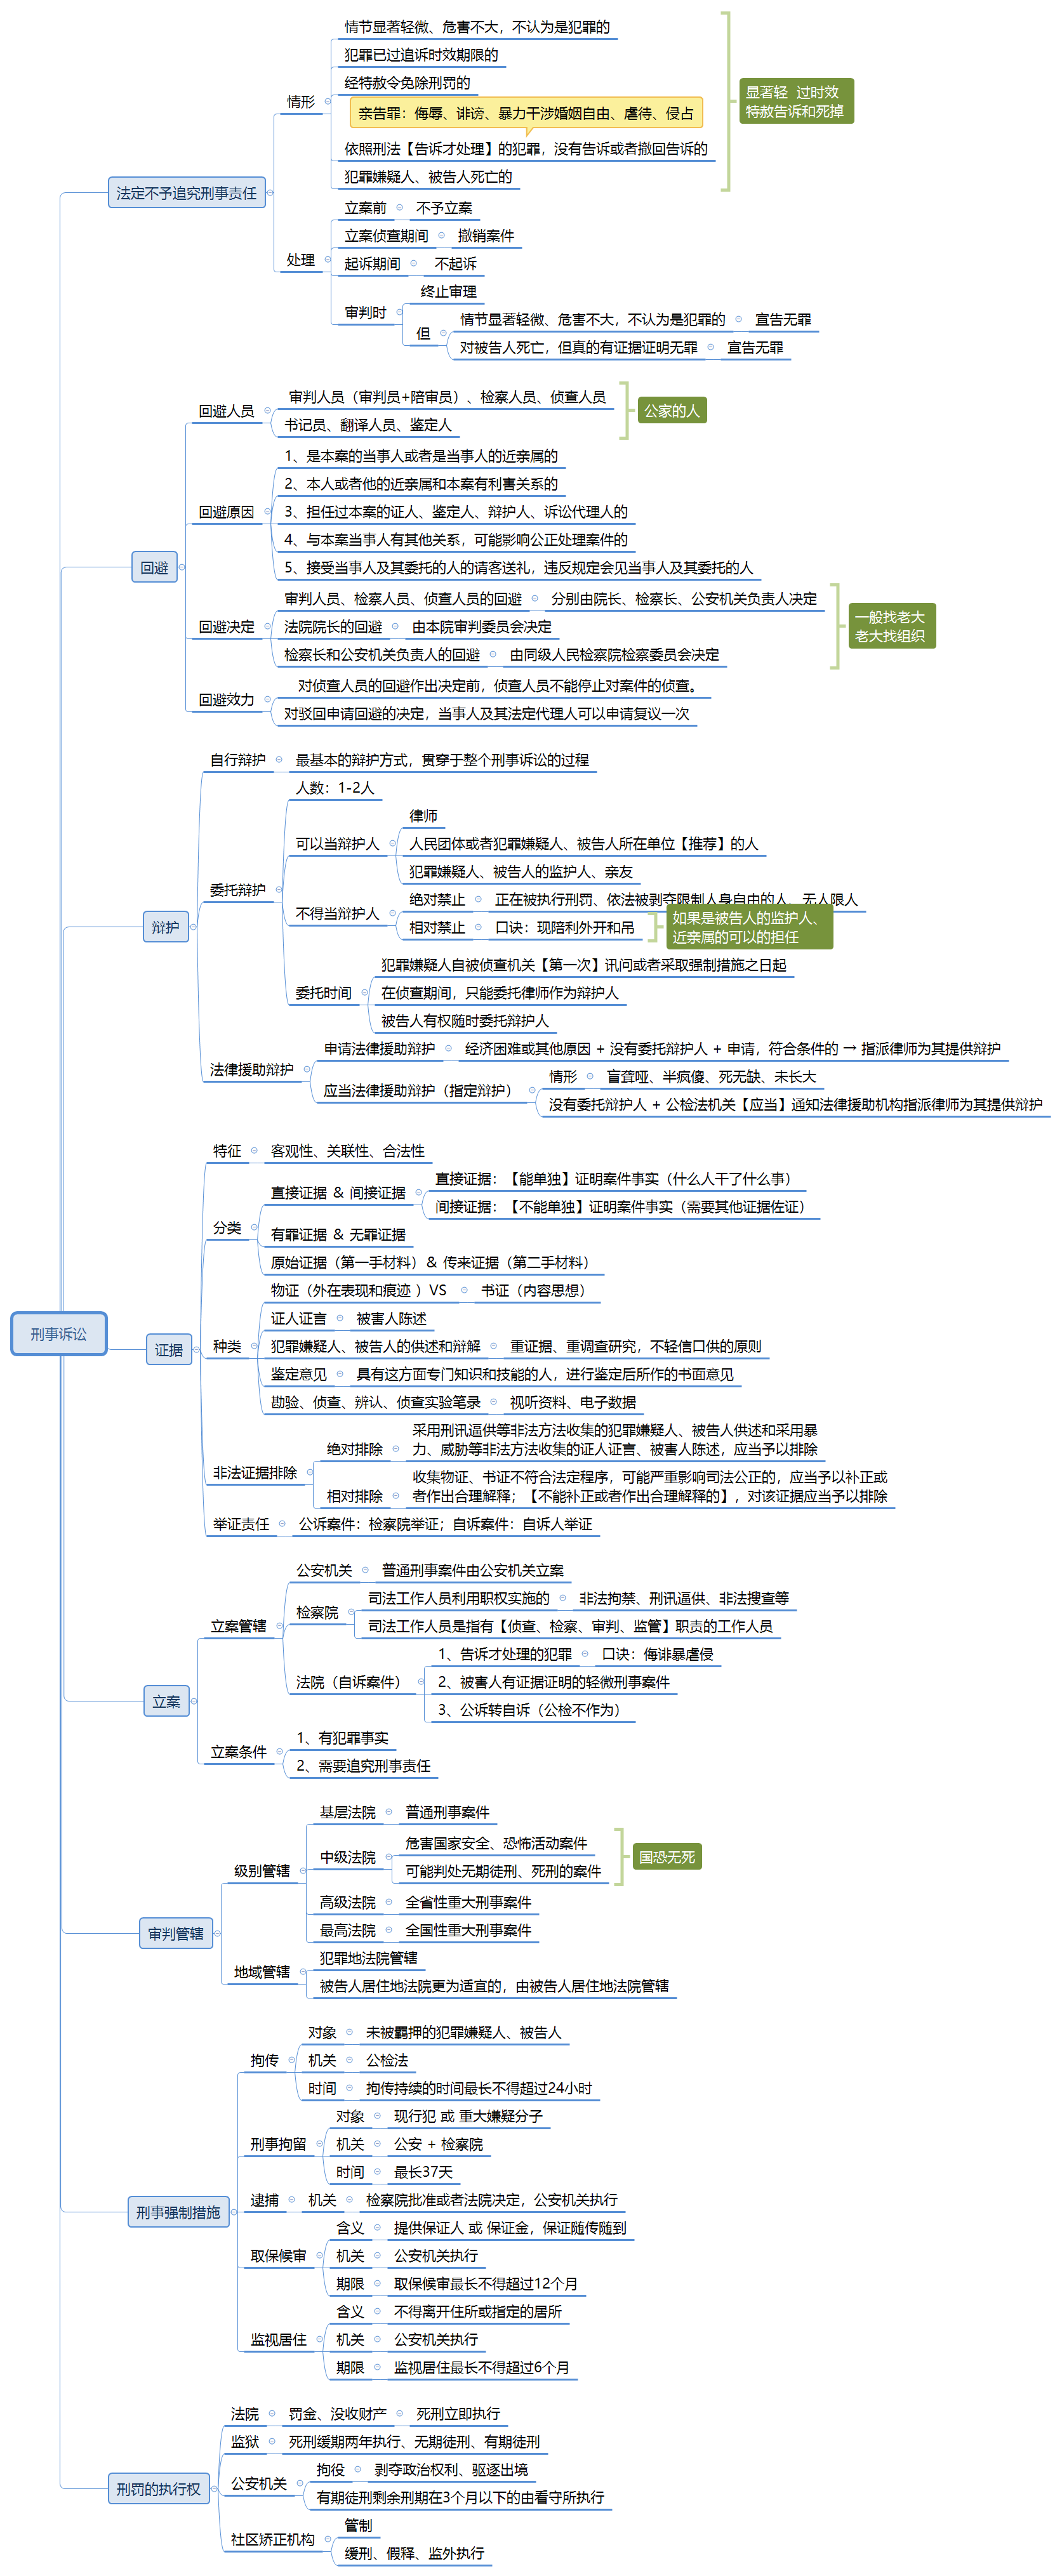 刑事诉讼
法定不予追究刑事责任
情形
情节显著轻微、危害不大，不认为是犯罪的
犯罪已过追诉时效期限的
经特赦令免除刑罚的
亲告罪：侮辱、诽谤、暴力干涉婚姻自由、虐待、侵占
依照刑法【告诉才处理】的犯罪，没有告诉或者撤回告诉的
犯罪嫌疑人、被告人死亡的
显著轻 过时效
特赦告诉和死掉
处理
立案前
不予立案
立案侦查期间
撤销案件
起诉期间
不起诉
审判时
终止审理
但
情节显著轻微、危害不大，不认为是犯罪的
宣告无罪
对被告人死亡，但真的有证据证明无罪
宣告无罪
回避
回避人员
审判人员（审判员+陪审员）、检察人员、侦查人员
书记员、翻译人员、鉴定人
公家的人
回避原因
1、是本案的当事人或者是当事人的近亲属的
2、本人或者他的近亲属和本案有利害关系的
3、担任过本案的证人、鉴定人、辩护人、诉讼代理人的
4、与本案当事人有其他关系，可能影响公正处理案件的
5、接受当事人及其委托的人的请客送礼，违反规定会见当事人及其委托的人
回避决定
审判人员、检察人员、侦查人员的回避
分别由院长、检察长、公安机关负责人决定
法院院长的回避
由本院审判委员会决定
检察长和公安机关负责人的回避
由同级人民检察院检察委员会决定
一般找老大
老大找组织
回避效力
对侦查人员的回避作出决定前，侦查人员不能停止对案件的侦查。
对驳回申请回避的决定，当事人及其法定代理人可以申请复议一次
辩护
自行辩护
最基本的辩护方式，贯穿于整个刑事诉讼的过程
委托辩护
人数：1-2人
可以当辩护人
律师
人民团体或者犯罪嫌疑人、被告人所在单位【推荐】的人
犯罪嫌疑人、被告人的监护人、亲友
不得当辩护人
绝对禁止
正在被执行刑罚、依法被剥夺限制人身自由的人、无人限人
相对禁止
口诀：现陪利外开和吊
如果是被告人的监护人、
近亲属的可以的担任
委托时间
犯罪嫌疑人自被侦查机关【第一次】讯问或者采取强制措施之日起
在侦查期间，只能委托律师作为辩护人
被告人有权随时委托辩护人
法律援助辩护
申请法律援助辩护
经济困难或其他原因 + 没有委托辩护人 + 申请，符合条件的 → 指派律师为其提供辩护
应当法律援助辩护（指定辩护）
情形
盲聋哑、半疯傻、死无缺、未长大
没有委托辩护人 + 公检法机关【应当】通知法律援助机构指派律师为其提供辩护
证据
特征
客观性、关联性、合法性
分类
直接证据 & 间接证据
直接证据：【能单独】证明案件事实（什么人干了什么事）
间接证据：【不能单独】证明案件事实（需要其他证据佐证）
有罪证据 & 无罪证据
原始证据（第一手材料）& 传来证据（第二手材料）
种类
物证（外在表现和痕迹 ）VS
书证（内容思想）
证人证言
被害人陈述
犯罪嫌疑人、被告人的供述和辩解
重证据、重调查研究，不轻信口供的原则
鉴定意见
具有这方面专门知识和技能的人，进行鉴定后所作的书面意见
勘验、侦查、辨认、侦查实验笔录
视听资料、电子数据
非法证据排除
绝对排除
采用刑讯逼供等非法方法收集的犯罪嫌疑人、被告人供述和采用暴
力、威胁等非法方法收集的证人证言、被害人陈述，应当予以排除
相对排除
收集物证、书证不符合法定程序，可能严重影响司法公正的，应当予以补正或
者作出合理解释；【不能补正或者作出合理解释的】，对该证据应当予以排除
举证责任
公诉案件：检察院举证；自诉案件：自诉人举证
立案
立案管辖
公安机关
普通刑事案件由公安机关立案
检察院
司法工作人员利用职权实施的
非法拘禁、刑讯逼供、非法搜查等
司法工作人员是指有【侦查、检察、审判、监管】职责的工作人员
法院（自诉案件）
1、告诉才处理的犯罪
口诀：侮诽暴虐侵
2、被害人有证据证明的轻微刑事案件
3、公诉转自诉（公检不作为）
立案条件
1、有犯罪事实
2、需要追究刑事责任
审判管辖
级别管辖
基层法院
普通刑事案件
中级法院
危害国家安全、恐怖活动案件
可能判处无期徒刑、死刑的案件
国恐无死
高级法院
全省性重大刑事案件
最高法院
全国性重大刑事案件
地域管辖
犯罪地法院管辖
被告人居住地法院更为适宜的，由被告人居住地法院管辖
刑事强制措施
拘传
对象
未被羁押的犯罪嫌疑人、被告人
机关
公检法
时间
拘传持续的时间最长不得超过24小时
刑事拘留
对象
现行犯 或 重大嫌疑分子
机关
公安 + 检察院
时间
最长37天
逮捕
机关
检察院批准或者法院决定，公安机关执行
取保候审
含义
提供保证人 或 保证金，保证随传随到
机关
公安机关执行
期限
取保候审最长不得超过12个月
监视居住
含义
不得离开住所或指定的居所
机关
公安机关执行
期限
监视居住最长不得超过6个月
刑罚的执行权
法院
罚金、没收财产
死刑立即执行
监狱
死刑缓期两年执行、无期徒刑、有期徒刑
公安机关
拘役
剥夺政治权利、驱逐出境
有期徒刑剩余刑期在3个月以下的由看守所执行
社区矫正机构
管制
缓刑、假释、监外执行